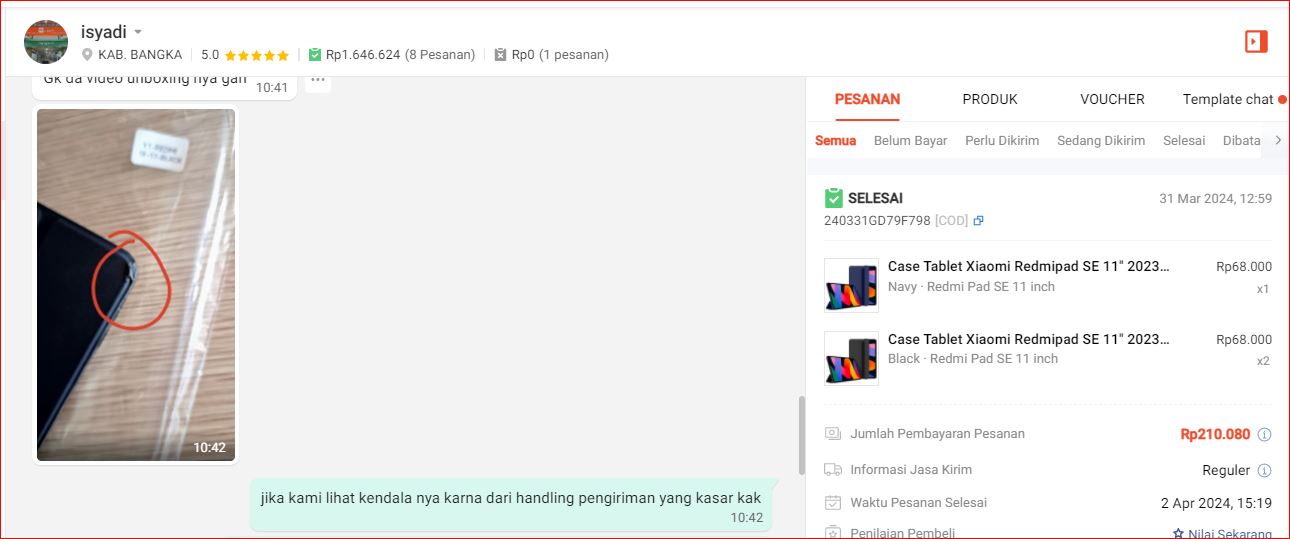 isyadi
KAB. BANGKA 5.0 Rp1.646.624 (8 Pesanan) Rp0 (1 pesanan)
Gk da video unboxing nya gan 10:41
10:42
jika kami lihat kendala nya karna dari handling pengiriman yang kasar kak
10:42
PESANAN PRODUK VOUCHER Template chat
Semua Belum Bayar Perlu Dikirim Sedang Dikirim Selesai Dibata
SELESAI 31 Mar 2024, 12:59
240331GD79F798 [COD]
Case Tablet Xiaomi Redmipad SE 11" 2023... Rp68.000
Navy · Redmi Pad SE 11 inch x1
Case Tablet Xiaomi Redmipad SE 11" 2023... Rp68.000
Black · Redmi Pad SE 11 inch x2
Jumlah Pembayaran Pesanan Rp210.080
Informasi Jasa Kirim Reguler
Waktu Pesanan Selesai 2 Apr 2024, 15:19
Penilaian Pembeli Nilai Sekarang